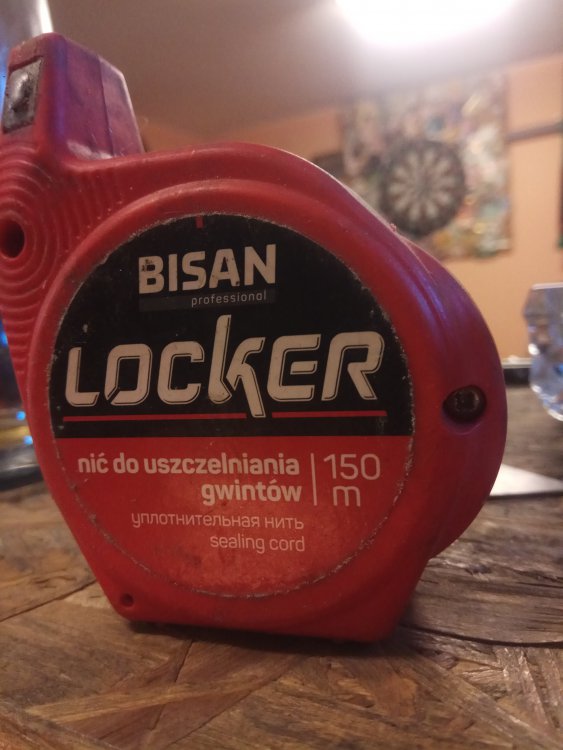 BISAN
professional
LOCKER
nić do uszczelniania
gwintów
150
m
уплотнительная нить
sealing cord